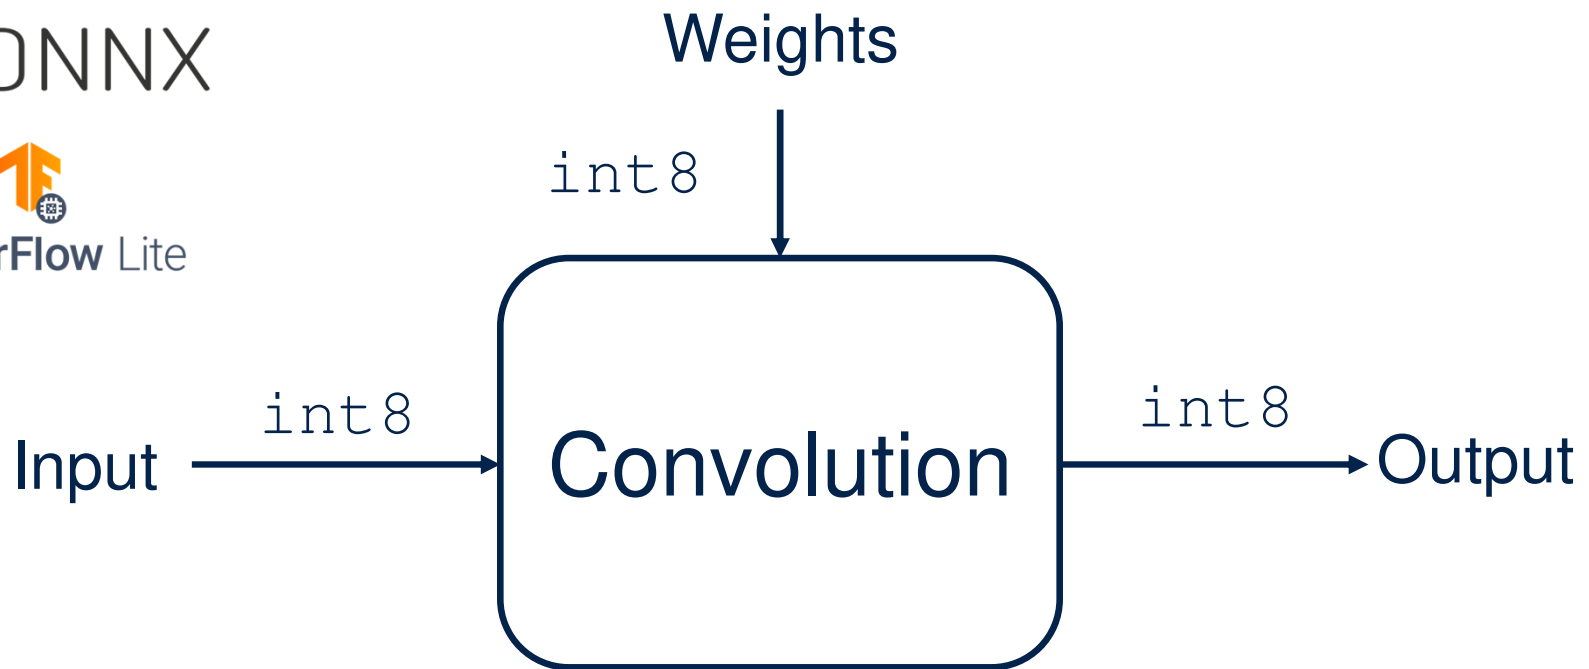 ONNX
Weights
int8
rFlow Lite
int8
int8
Input
Convolution
Output